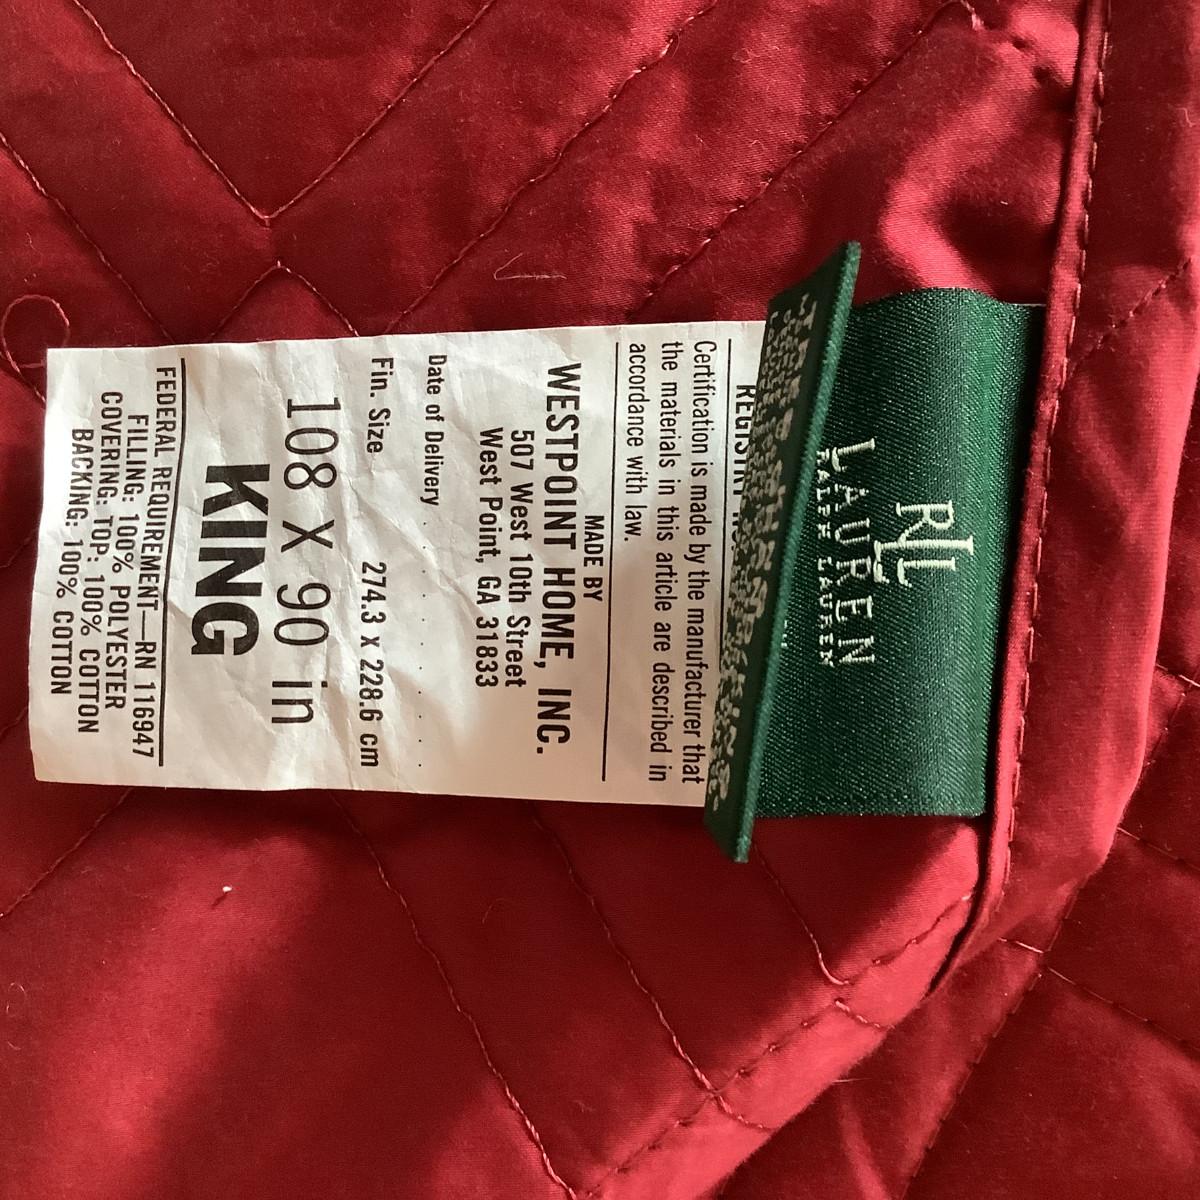 RLL
LAUREN
RALPH LAUREN
Certification is made by the manufacturer that
the materials in this article are described in
accordance with law.
MADE BY
WESTPOINT HOME, INC.
507 West 10th Street
West Point, GA 31833
Date of Delivery . . . . . . . .
Fin. Size 274.3 x 228.6 cm
108 X 90 in
KING
FEDERAL REQUIREMENT—RN 116947
FILLING: 100% POLYESTER
COVERING: TOP: 100% COTTON
BACKING: 100% COTTON